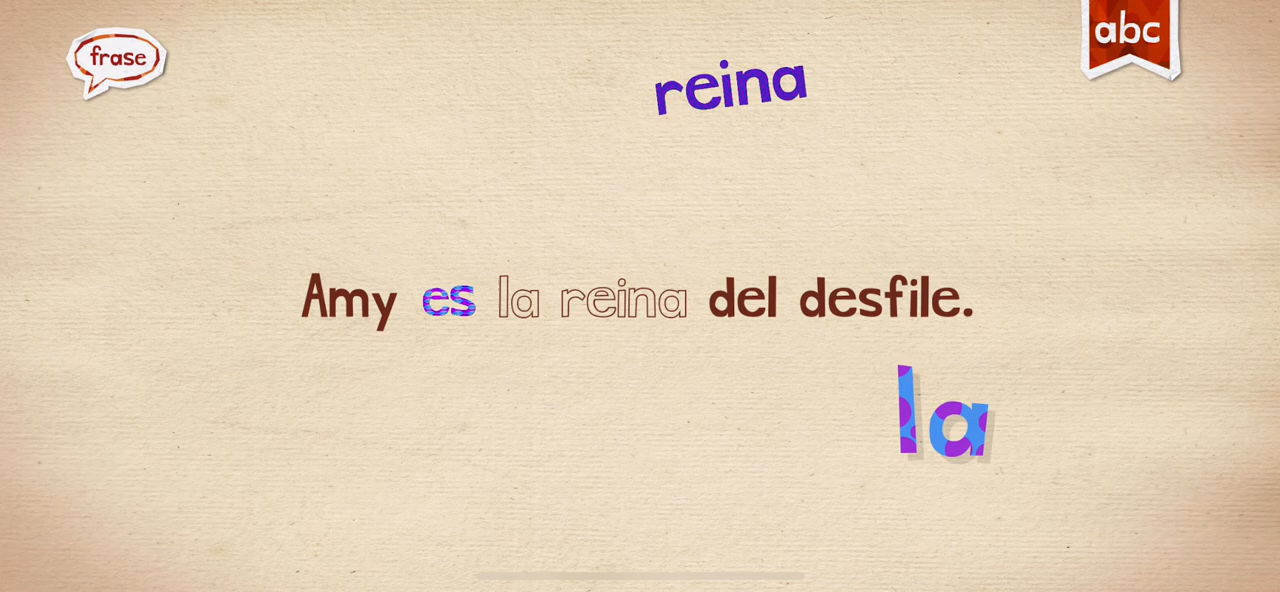 frase
abc
reina
Amy es la reina del desfile.
la